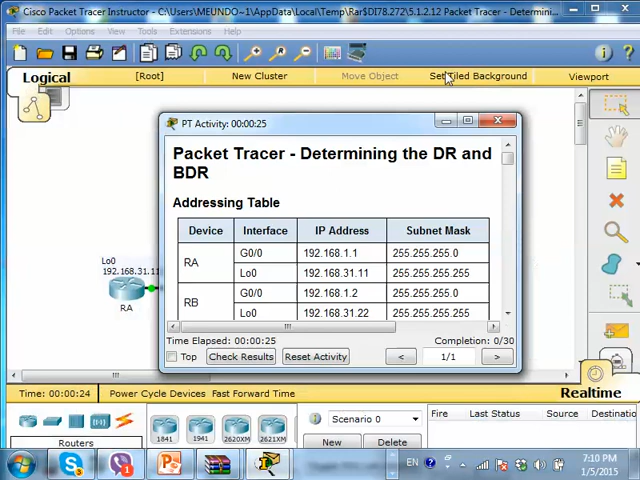 Cisco Packet Tracer Instructor - C:\Users\MEUNDO~1\AppData\Local\Temp\Rar$DI78.272\5.1.2.12 Packet Tracer - Determini...
File Edit Options View Tools Extensions Help
Logical [Root] New Cluster Move Object Set Tiled Background Viewport
PT Activity: 00:00:25
Packet Tracer - Determining the DR and
BDR
Addressing Table
Device Interface IP Address Subnet Mask
RA G0/0 192.168.1.1 255.255.255.0
Lo0 192.168.31.11 255.255.255.255
RB G0/0 192.168.1.2 255.255.255.0
Lo0 192.168.31.22 255.255.255.255
Lo0
192.168.31.11
RA
Time Elapsed: 00:00:25 Completion: 0/30
Top Check Results Reset Activity < 1/1 >
Time: 00:00:24 Power Cycle Devices Fast Forward Time Realtime
Routers
1841 1941 2620XM 2621XM
Scenario 0
New Delete
Fire Last Status Source Destinatio
EN
7:10 PM
1/5/2015